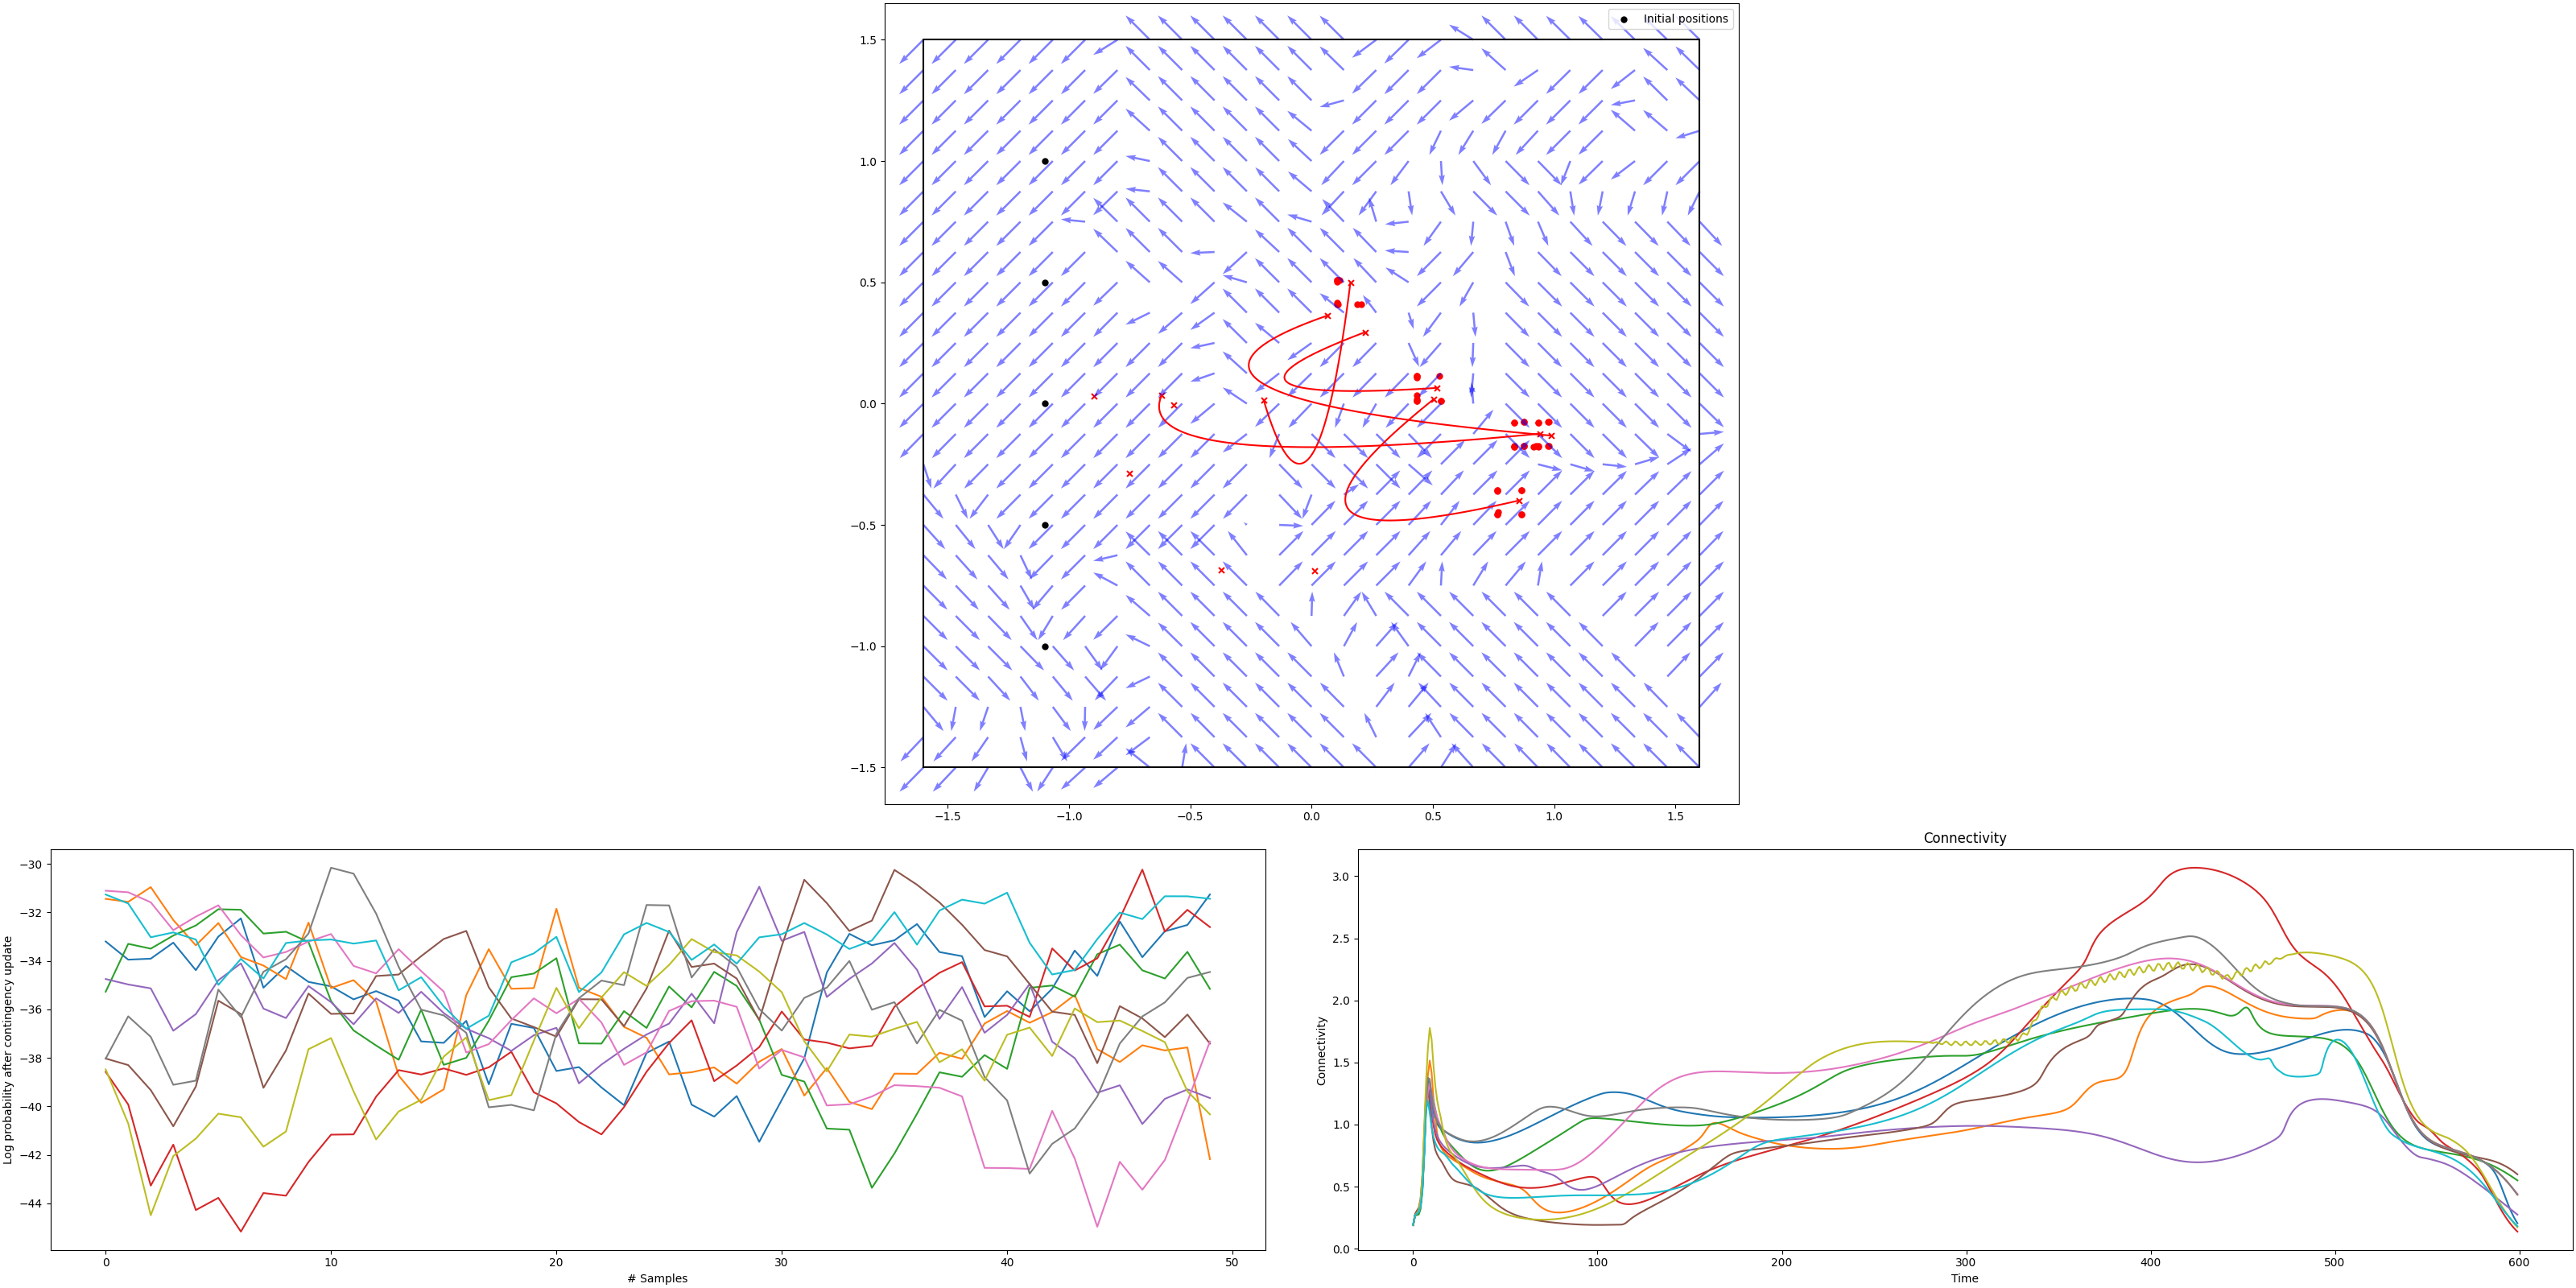 Initial positions
1.5
1.0
0.5
0.0
−0.5
−1.0
−1.5
−1.5 −1.0 −0.5 0.0 0.5 1.0 1.5
Log probability after contingency update
−30
−32
−34
−36
−38
−40
−42
−44
0 10 20 30 40 50
# Samples
Connectivity
Connectivity
3.0
2.5
2.0
1.5
1.0
0.5
0.0
0 100 200 300 400 500 600
Time